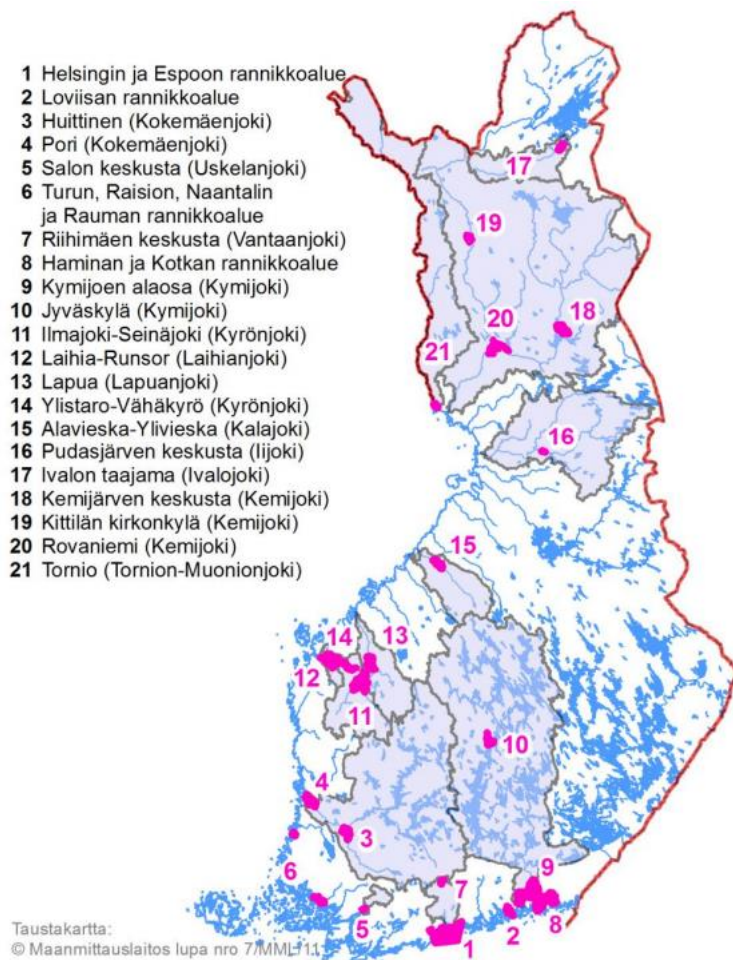 1 Helsingin ja Espoon rannikkoalue
2 Loviisan rannikkoalue
3 Huittinen (Kokemäenjoki)
4 Pori (Kokemäenjoki)
5 Salon keskusta (Uskelanjoki)
6 Turun, Raision, Naantalin
ja Rauman rannikkoalue
7 Riihimäen keskusta (Vantaanjoki)
8 Haminan ja Kotkan rannikkoalue
9 Kymijoen alaosa (Kymijoki)
10 Jyväskylä (Kymijoki)
11 Ilmajoki-Seinäjoki (Kyrönjoki)
12 Laihia-Runsor (Laihianjoki)
13 Lapua (Lapuanjoki)
14 Ylistaro-Vähäkyrö (Kyrönjoki)
15 Alavieska-Ylivieska (Kalajoki)
16 Pudasjärven keskusta (Iijoki)
17 Ivalon taajama (Ivalojoki)
18 Kemijärven keskusta (Kemijoki)
19 Kittilän kirkonkylä (Kemijoki)
20 Rovaniemi (Kemijoki)
21 Tornio (Tornion-Muonionjoki)
17
19
20
18
21
16
15
14
13
12
11
10
4
3
6
9
7
5
2
8
1
Taustakartta:
© Maanmittauslaitos lupa nro 7/MML/11